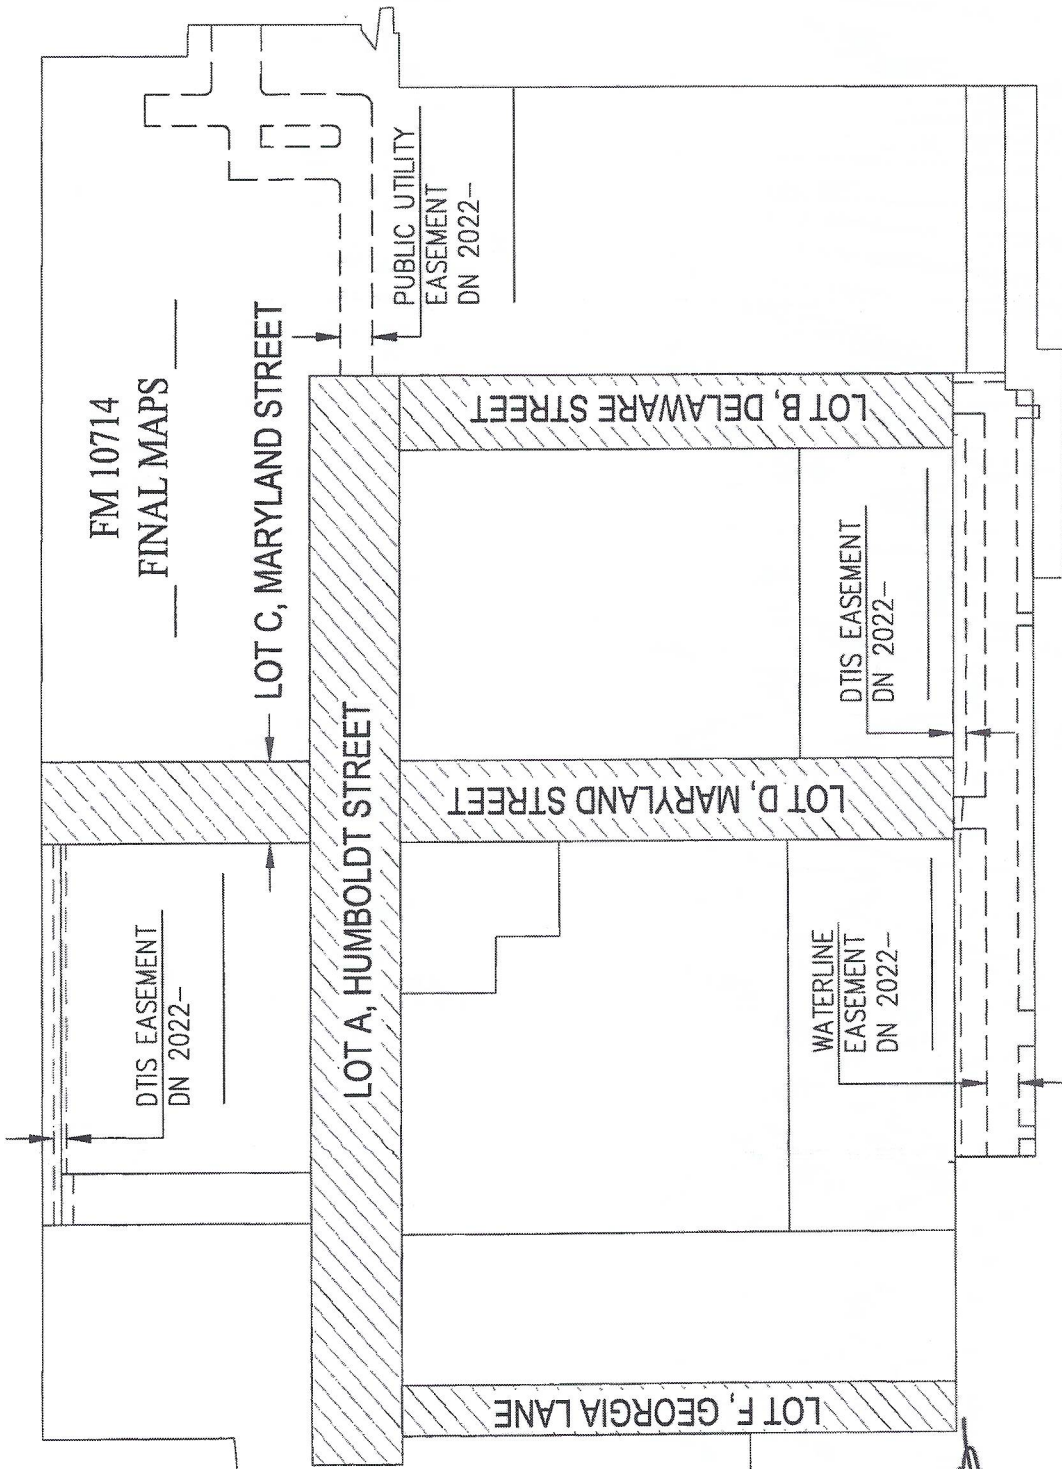 FM 10714
FINAL MAPS
LOT C, MARYLAND STREET
PUBLIC UTILITY
EASEMENT
DN 2022-
LOT A, HUMBOLDT STREET
LOT B, DELAWARE STREET
DTIS EASEMENT
DN 2022-
LOT D, MARYLAND STREET
DTIS EASEMENT
DN 2022-
WATERLINE
EASEMENT
DN 2022-
LOT F, GEORGIA LANE